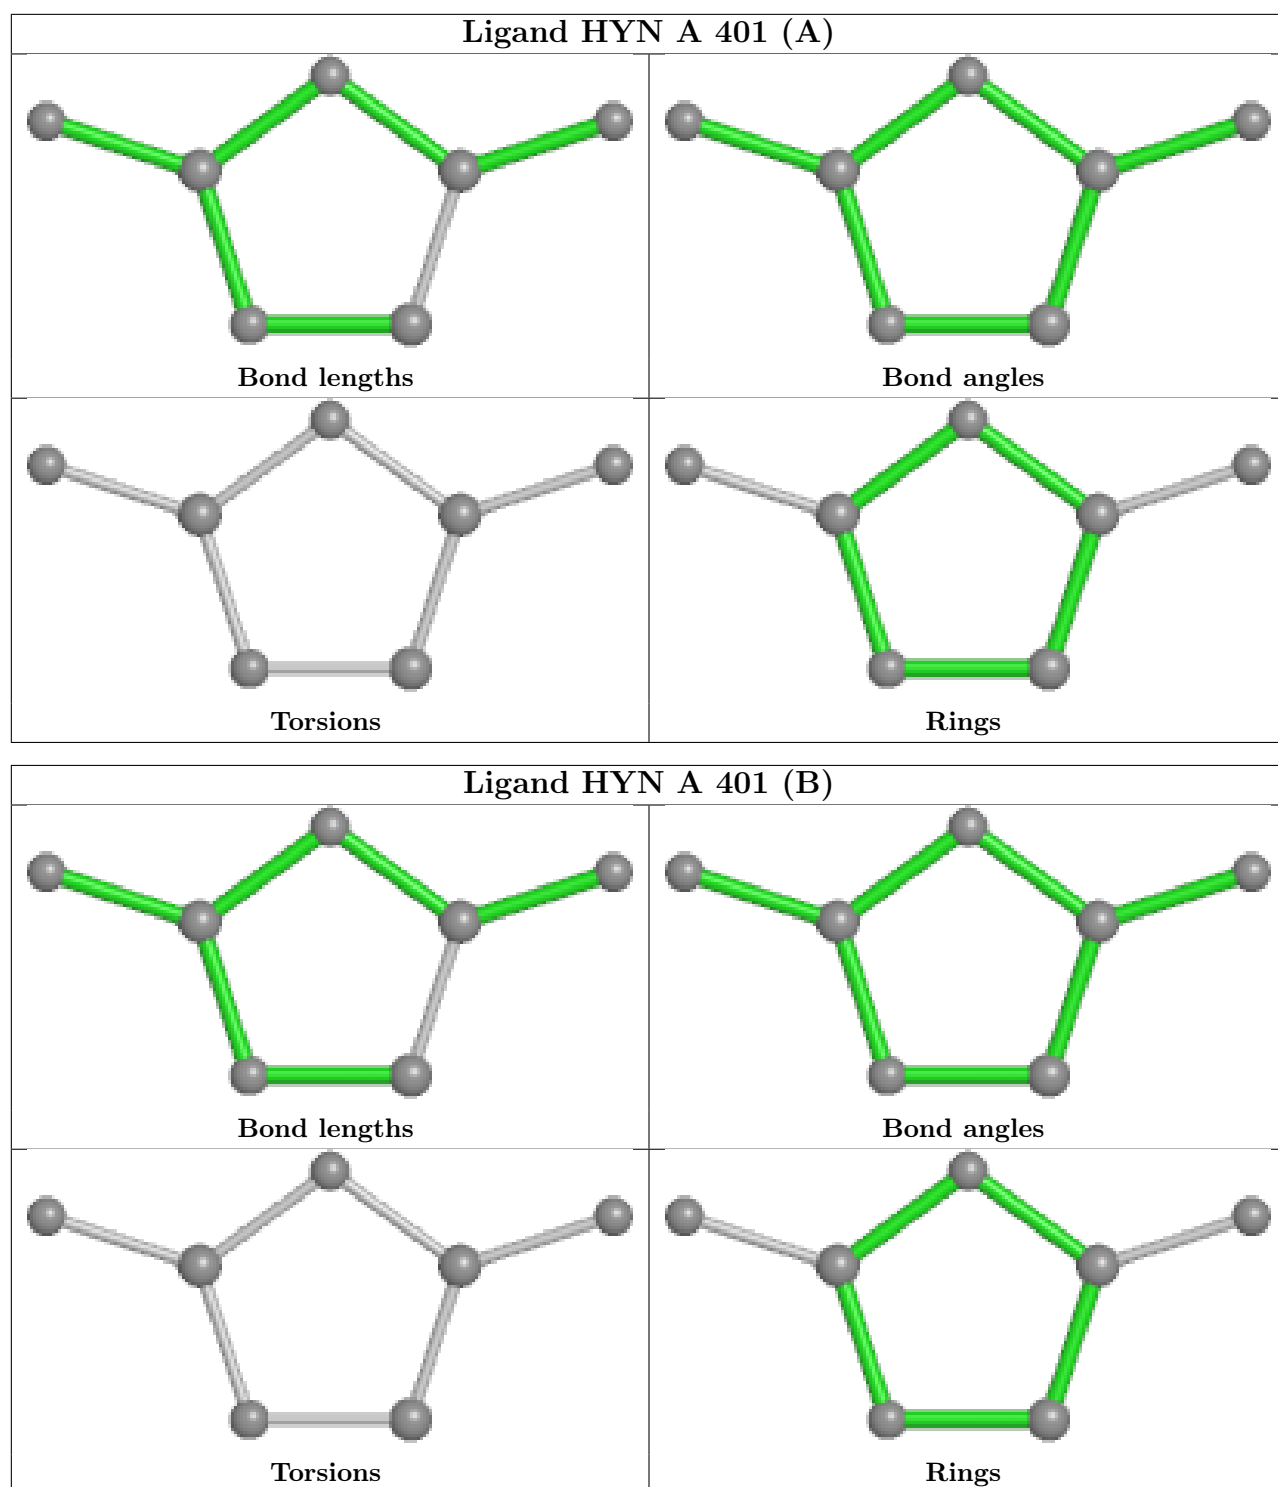 Ligand HYN A 401 (A)
Bond lengths
Bond angles
Torsions
Rings
Ligand HYN A 401 (B)
Bond lengths
Bond angles
Torsions
Rings